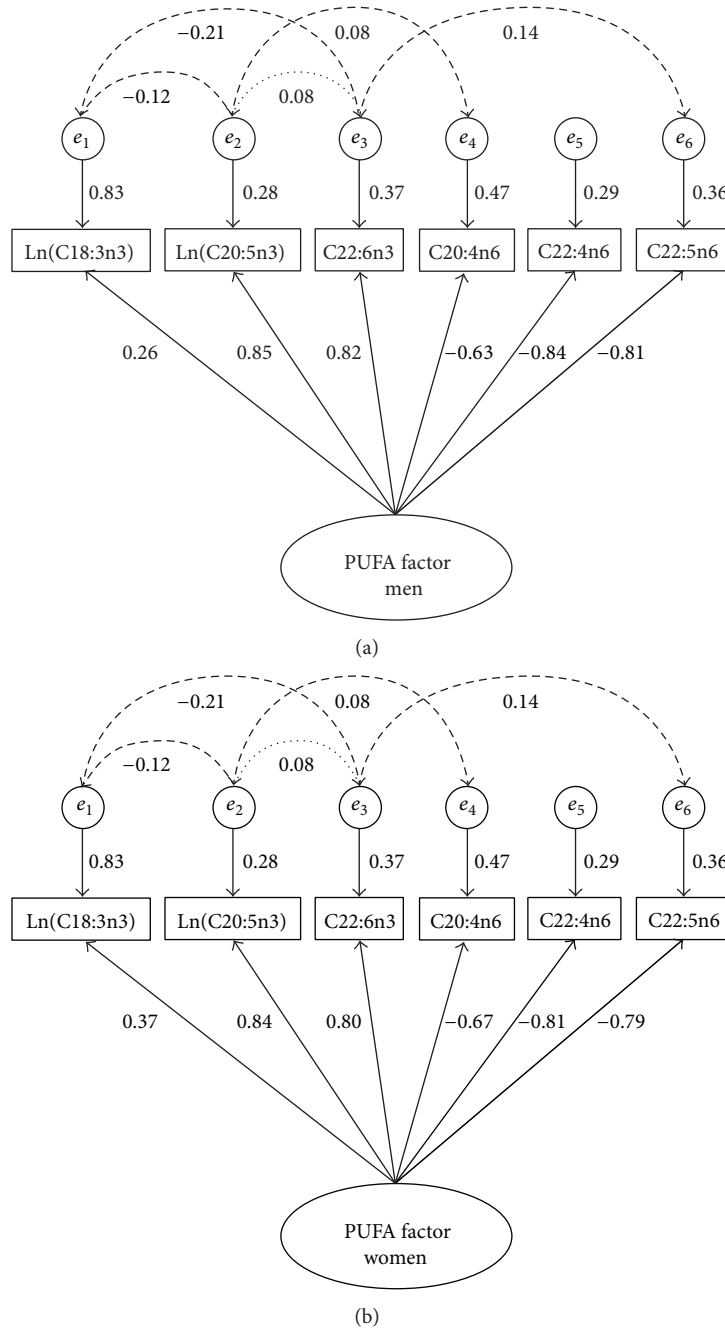 −0.21 0.08 0.14
−0.12 0.08
e1 e2 e3 e4 e5 e6
0.83 0.28 0.37 0.47 0.29 0.36
Ln(C18:3n3) Ln(C20:5n3) C22:6n3 C20:4n6 C22:4n6 C22:5n6
0.26 0.85 0.82 −0.63 −0.84 −0.81
PUFA factor
men
(a)
−0.21 0.08 0.14
−0.12 0.08
e1 e2 e3 e4 e5 e6
0.83 0.28 0.37 0.47 0.29 0.36
Ln(C18:3n3) Ln(C20:5n3) C22:6n3 C20:4n6 C22:4n6 C22:5n6
0.37 0.84 0.80 −0.67 −0.81 −0.79
PUFA factor
women
(b)